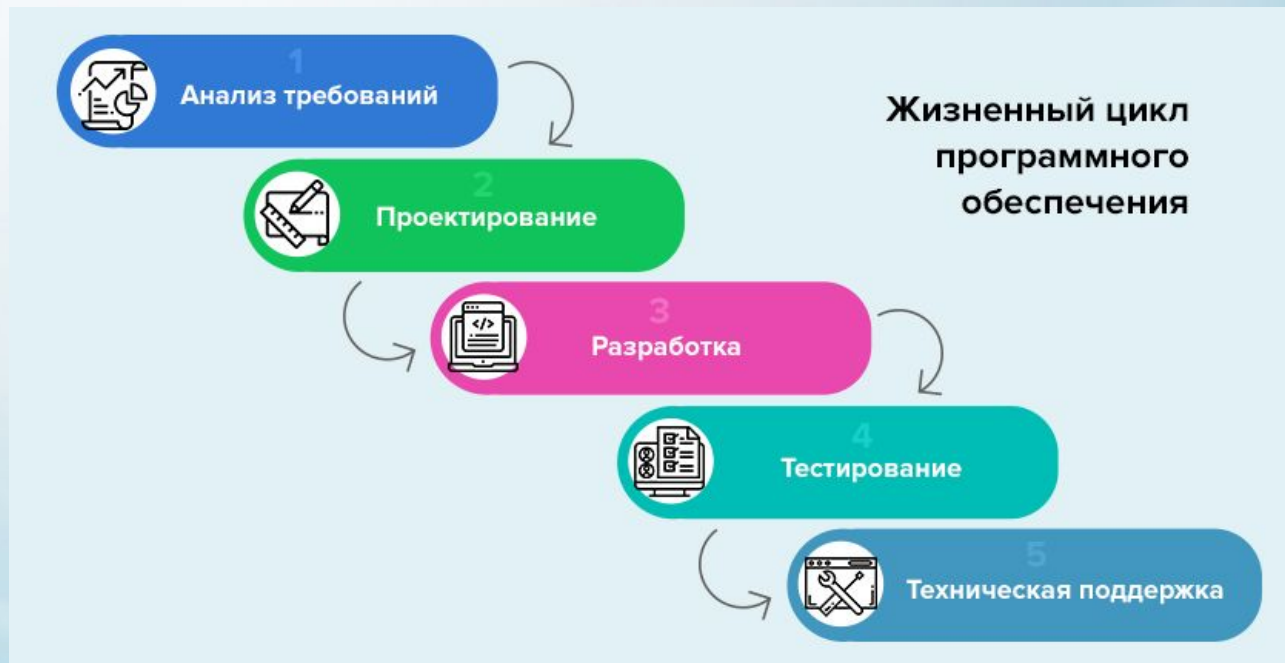 1
Анализ требований
Жизненный цикл
программного
обеспечения
2
Проектирование
</>
3
Разработка
4
Тестирование
5
Техническая поддержка